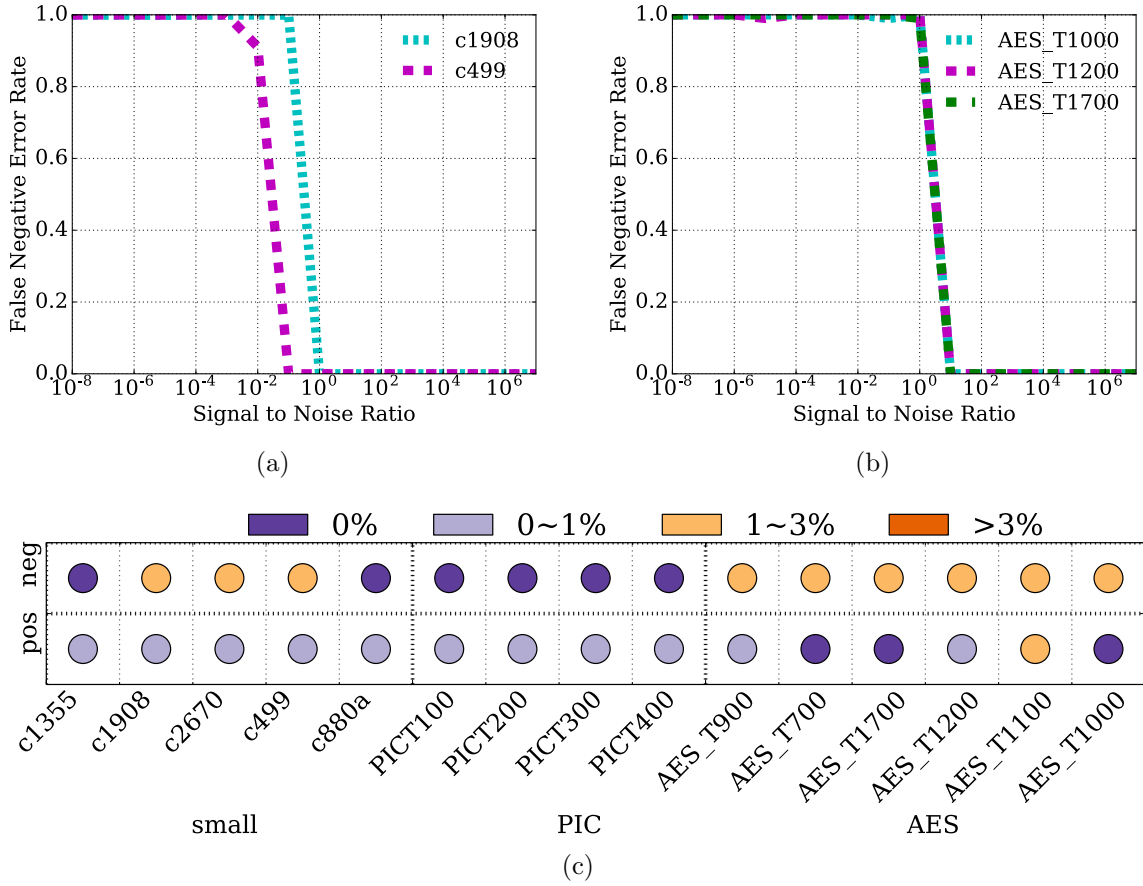 1.0
0.8
0.6
0.4
0.2
0.0
False Negative Error Rate
c1908
c499
10^-8 10^-6 10^-4 10^-2 10^0 10^2 10^4 10^6
Signal to Noise Ratio
(a)
1.0
0.8
0.6
0.4
0.2
0.0
False Negative Error Rate
AES_T1000
AES_T1200
AES_T1700
10^-8 10^-6 10^-4 10^-2 10^0 10^2 10^4 10^6
Signal to Noise Ratio
(b)
0% 0~1% 1~3% >3%
neg
pos
c1355 c1908 c2670 c499 c880a PICT100 PICT200 PICT300 PICT400 AES_T900 AES_T700 AES_T1700 AES_T1200 AES_T1100 AES_T1000
small PIC AES
(c)